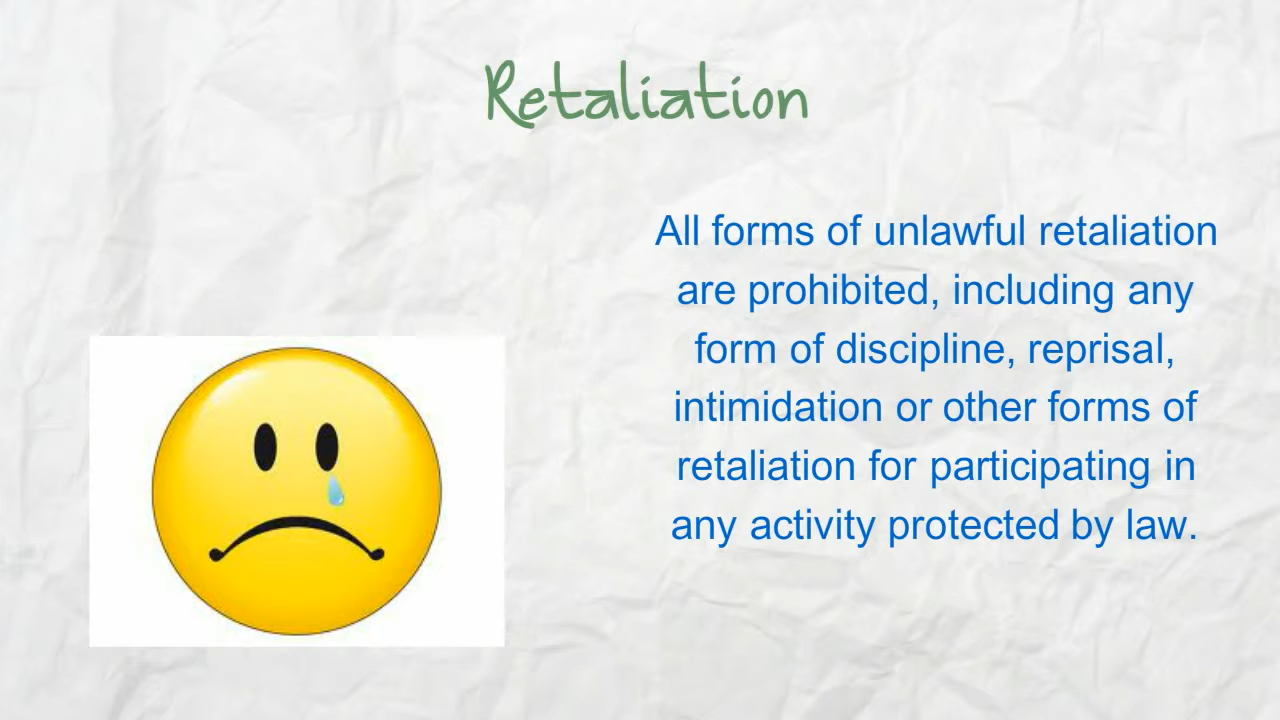 Retaliation
All forms of unlawful retaliation
are prohibited, including any
form of discipline, reprisal,
intimidation or other forms of
retaliation for participating in
any activity protected by law.